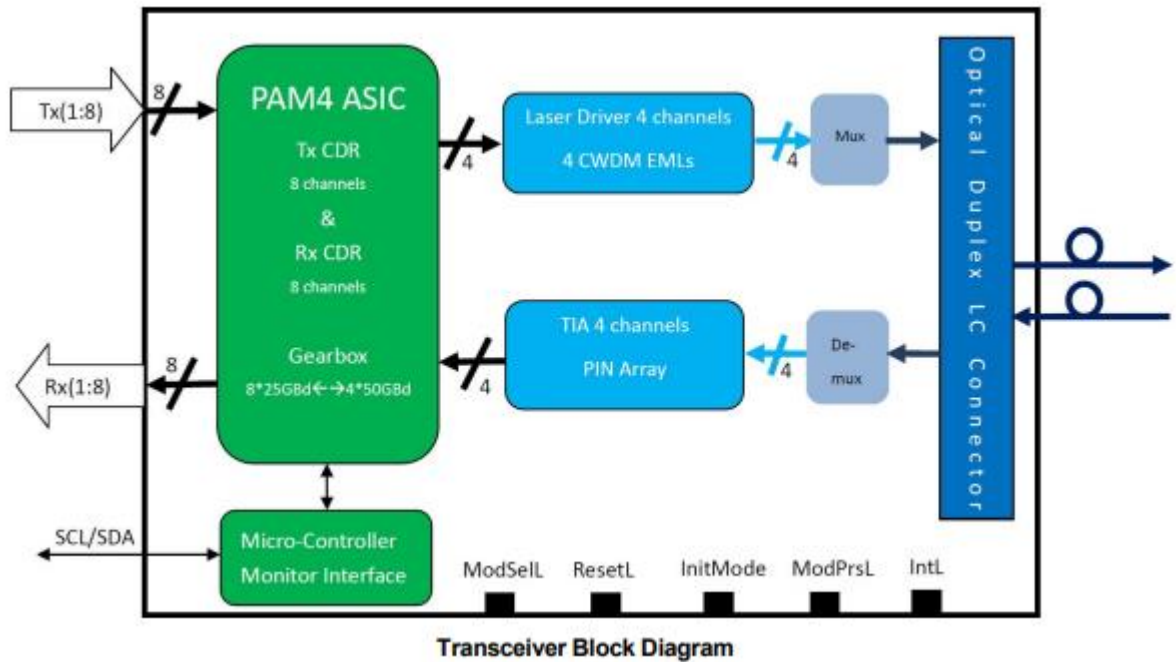 Tx(1:8)
8
PAM4 ASIC
Tx CDR
8 channels
&
Rx CDR
8 channels
Gearbox
8*25GBd←→4*50GBd
4
Laser Driver 4 channels
4 CWDM EMLs
4
Mux
Optical Duplex LC Connector
Rx(1:8)
8
4
TIA 4 channels
PIN Array
4
De-
mux
SCL/SDA
Micro-Controller
Monitor Interface
ModSelL
ResetL
InitMode
ModPrsL
IntL
Transceiver Block Diagram